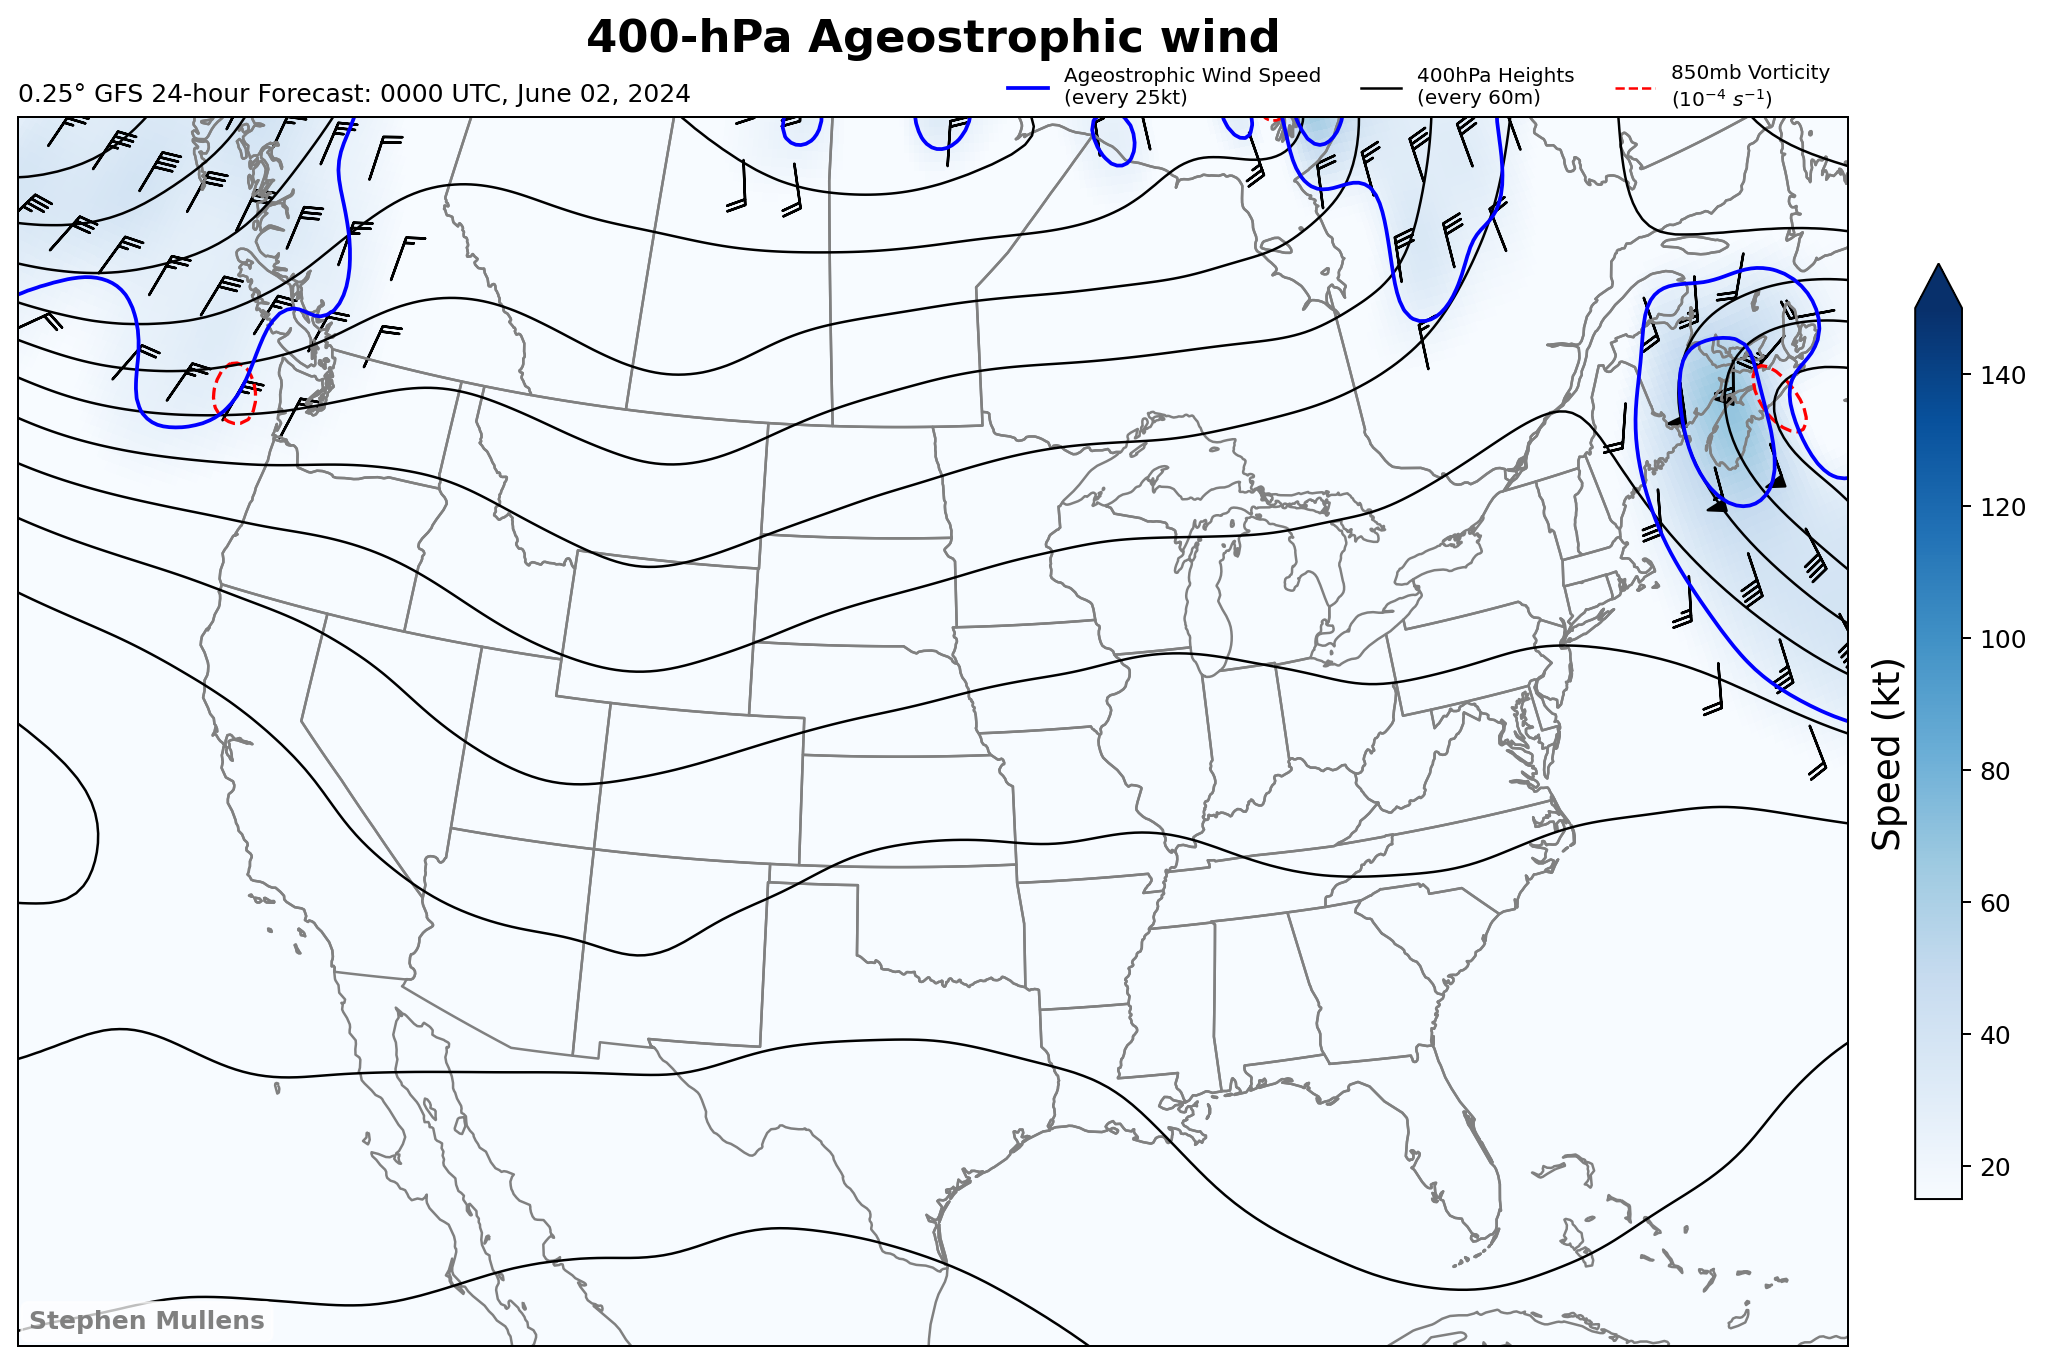 400-hPa Ageostrophic wind
0.25° GFS 24-hour Forecast: 0000 UTC, June 02, 2024
Ageostrophic Wind Speed
(every 25kt)
400hPa Heights
(every 60m)
850mb Vorticity
(10⁻⁴ s⁻¹)
140
120
100
80
60
40
20
Speed (kt)
Stephen Mullens